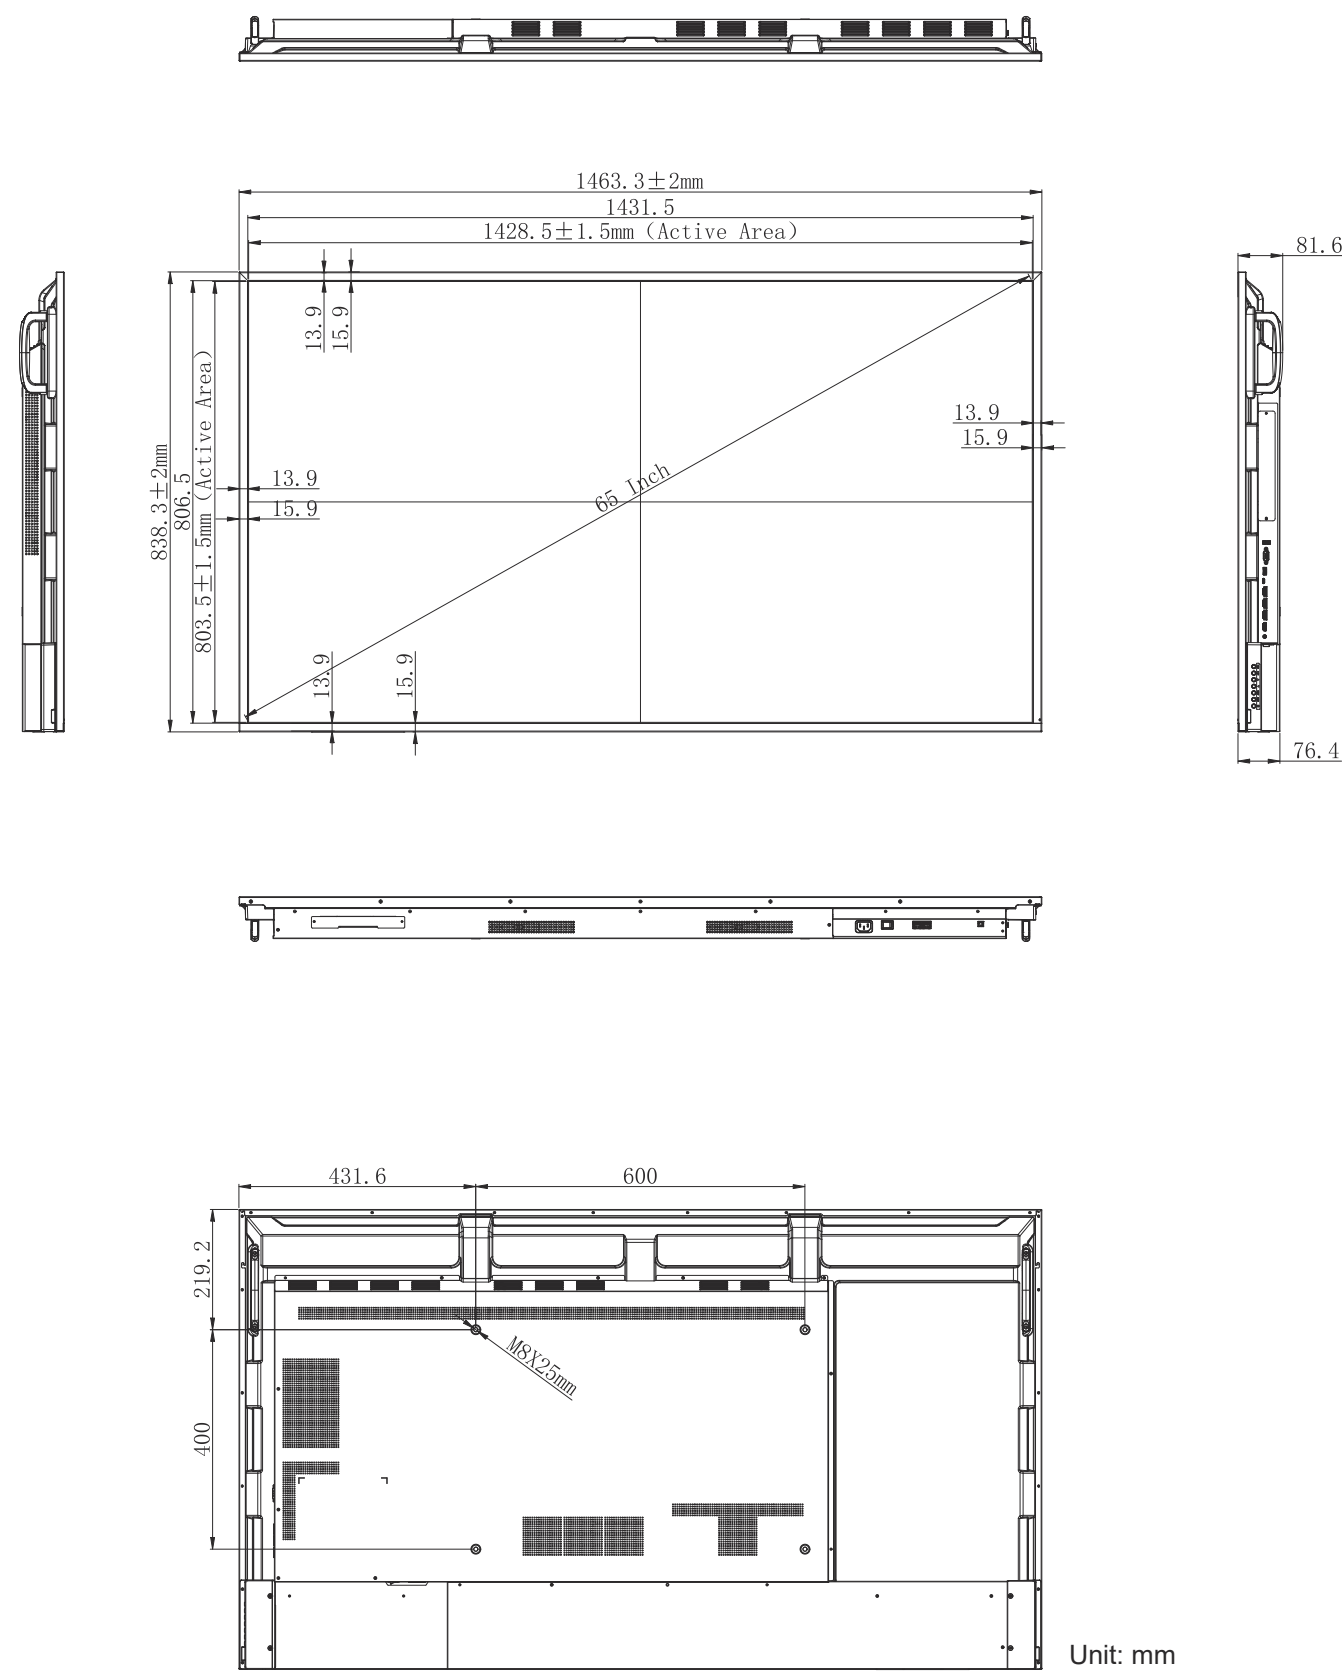 1463.3±2mm
1431.5
1428.5±1.5mm (Active Area)
81.6
13.9
15.9
13.9
15.9
838.3±2mm
806.5
803.5±1.5mm (Active Area)
13.9
15.9
65 Inch
13.9
15.9
76.4
431.6
600
219.2
M8X25mm
400
Unit: mm